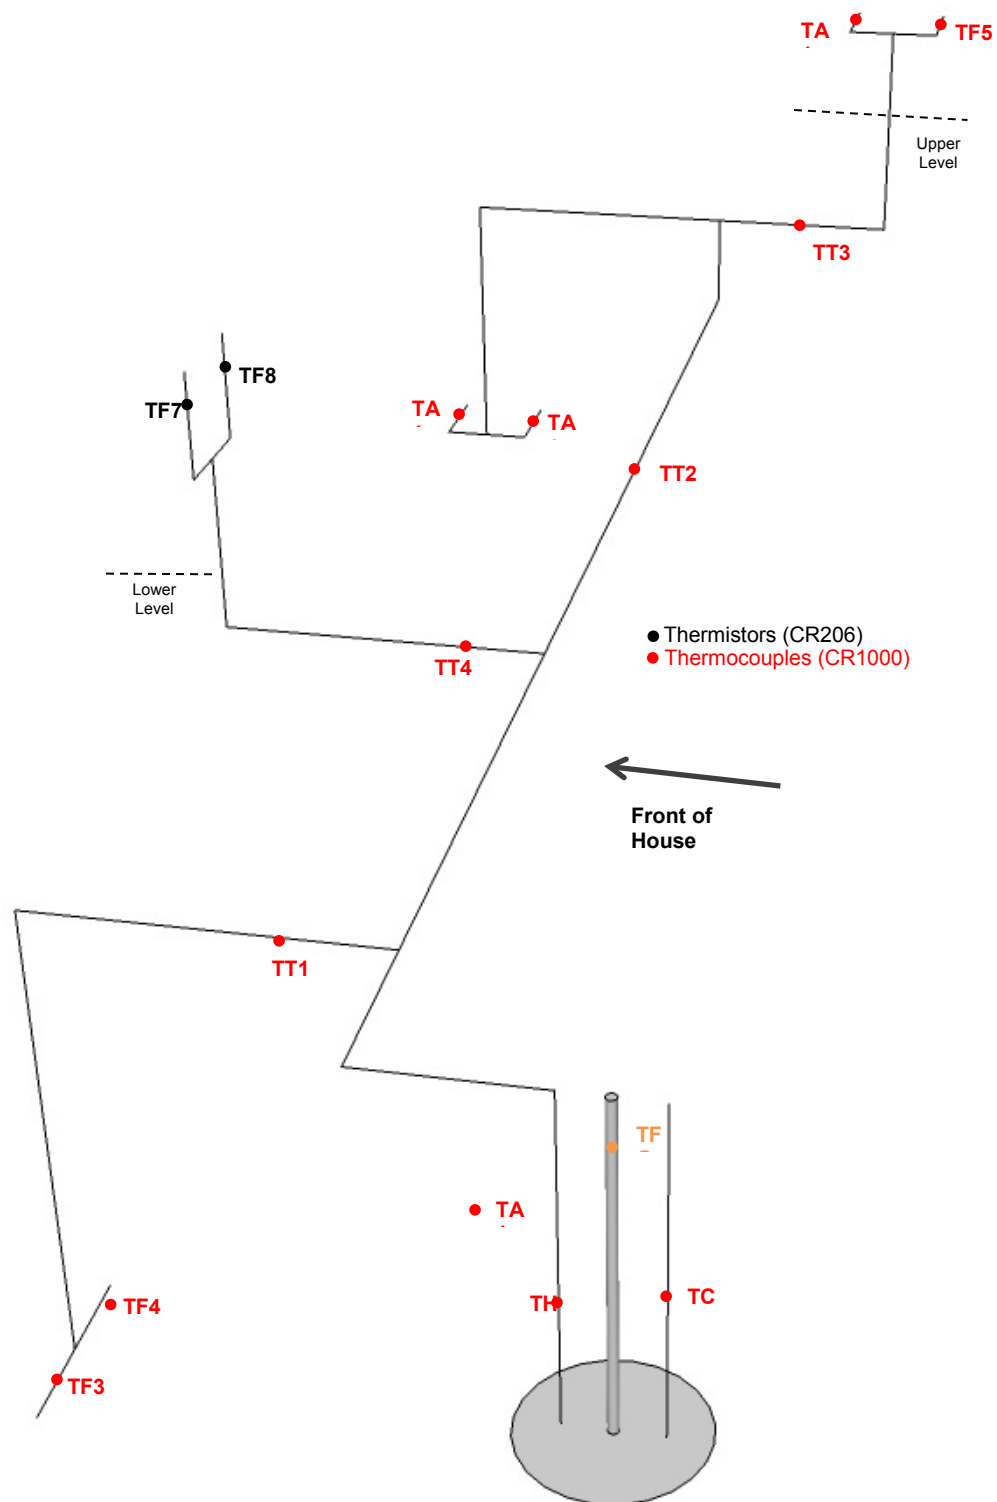 TA
TF5
Upper
Level
TT3
TF8
TF7
TA
TA
TT2
Lower
Level
TT4
Thermistors (CR206)
Thermocouples (CR1000)
Front of
House
TT1
TF
TA
TH
TC
TF4
TF3